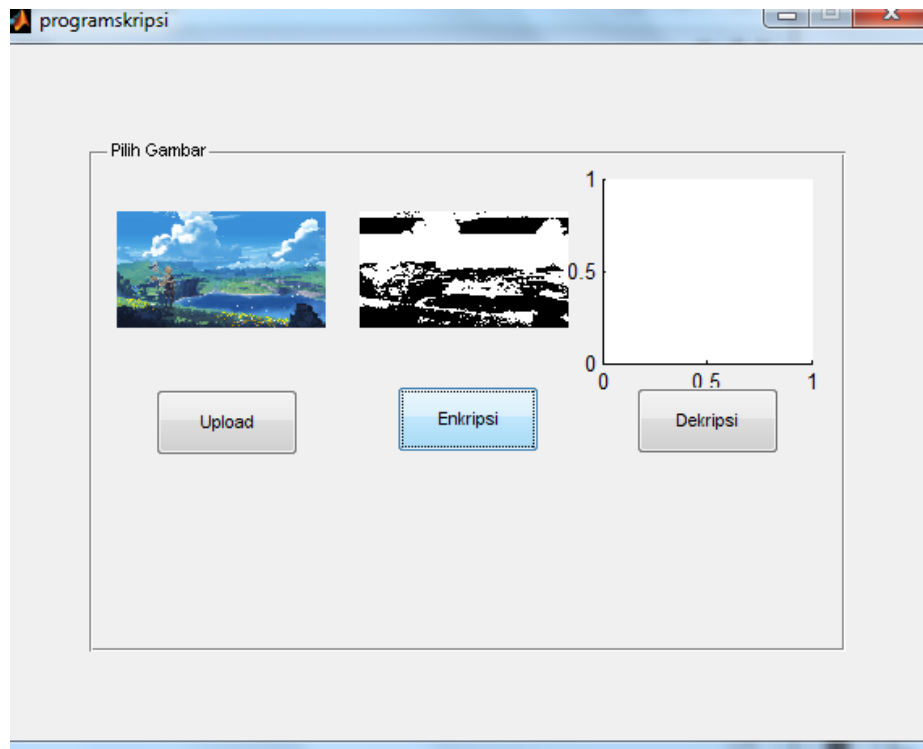 programskripsi
Pilih Gambar
1
0.5
0
0 0.5 1
Upload
Enkripsi
Dekripsi